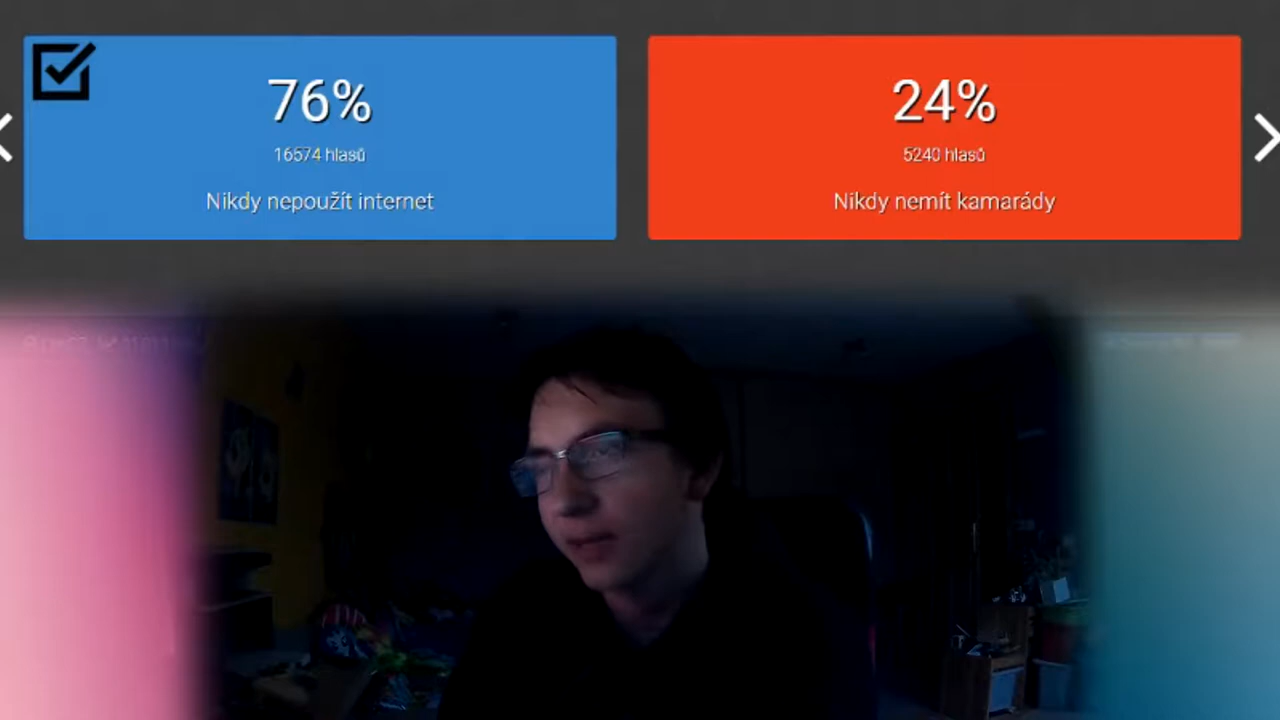 76%
16574 hlasů
Nikdy nepoužít internet
24%
5240 hlasů
Nikdy nemít kamarády